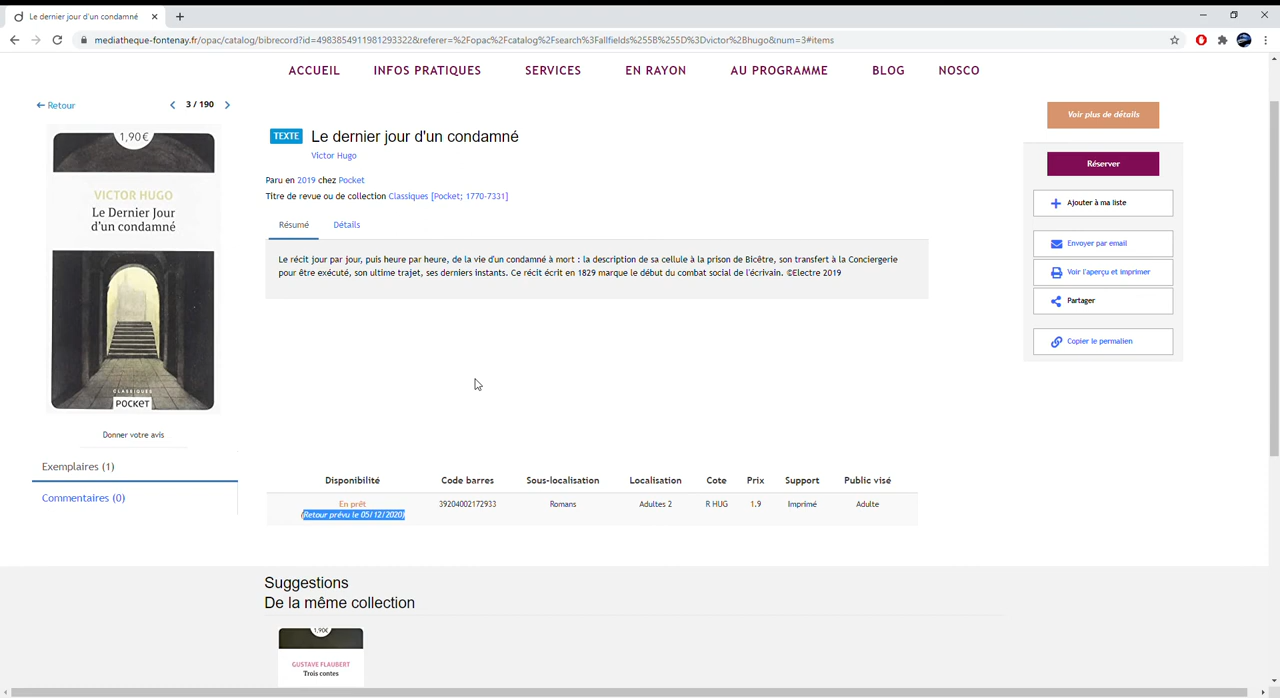 Le dernier jour d'un condamné
mediatheque-fontenay.fr/opac/catalog/bibrecord?id=4983854911981293322&referer=%2Fopac%2Fcatalog%2Fsearch%3Fallfields%255B%255D%3Dvictor%2Bhugo&num=3#items
ACCUEIL INFOS PRATIQUES SERVICES EN RAYON AU PROGRAMME BLOG NOSCO
Retour 3 / 190
Voir plus de détails
1,90€
TEXTE Le dernier jour d'un condamné
Victor Hugo
Réserver
Paru en 2019 chez Pocket
Titre de revue ou de collection Classiques [Pocket; 1770-7331]
VICTOR HUGO
Le Dernier Jour
d'un condamné
Ajouter à ma liste
Résumé Détails
Envoyer par email
Le récit jour par jour, puis heure par heure, de la vie d'un condamné à mort : la description de sa cellule à la prison de Bicêtre, son transfert à la Conciergerie
pour être exécuté, son ultime trajet, ses derniers instants. Ce récit écrit en 1829 marque le début du combat social de l'écrivain. ©Electre 2019
Voir l'aperçu et imprimer
Partager
Copier le permalien
CLASSIQUES
POCKET
Donner votre avis
Exemplaires (1)
Commentaires (0)
Disponibilité Code barres Sous-localisation Localisation Cote Prix Support Public visé
En prêt 39204002172933 Romans Adultes 2 R HUG 1.9 Imprimé Adulte
(Retour prévu le 05/12/2020)
Suggestions
De la même collection
1,90€
GUSTAVE FLAUBERT
Trois contes